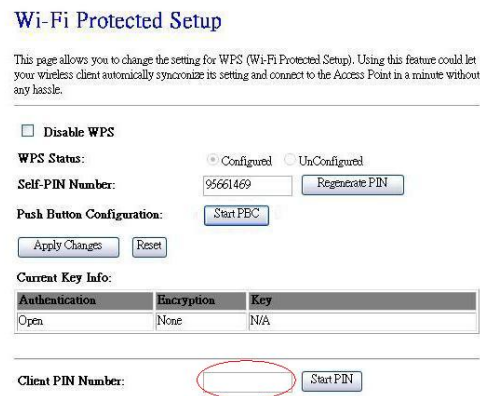 Wi-Fi Protected Setup
This page allows you to change the setting for WPS (Wi-Fi Protected Setup). Using this feature could let
your wireless client automically syncronize its setting and connect to the Access Point in a minute without
any hassle.
Disable WPS
WPS Status: Configured UnConfigured
Self-PIN Number: 95661469 Regenerate PIN
Push Button Configuration: Start PBC
Apply Changes Reset
Current Key Info:
Authentication Encryption Key
Open None N/A
Client PIN Number: Start PIN